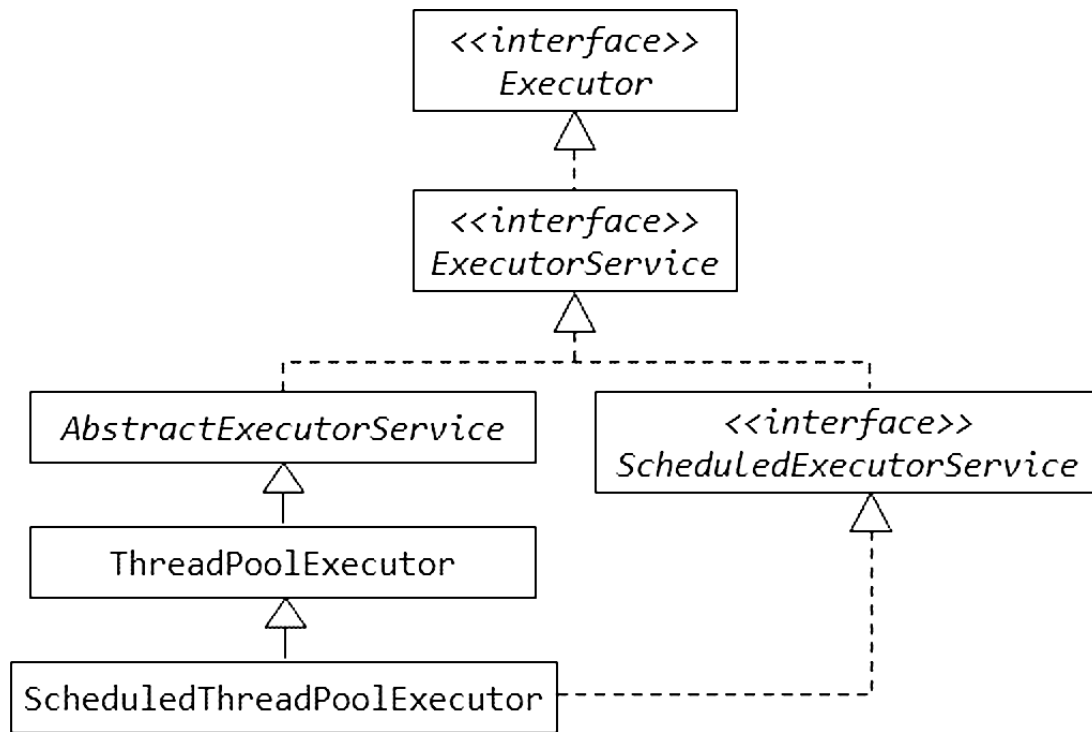 <<interface>>
Executor
<<interface>>
ExecutorService
AbstractExecutorService
<<interface>>
ScheduledExecutorService
ThreadPoolExecutor
ScheduledThreadPoolExecutor